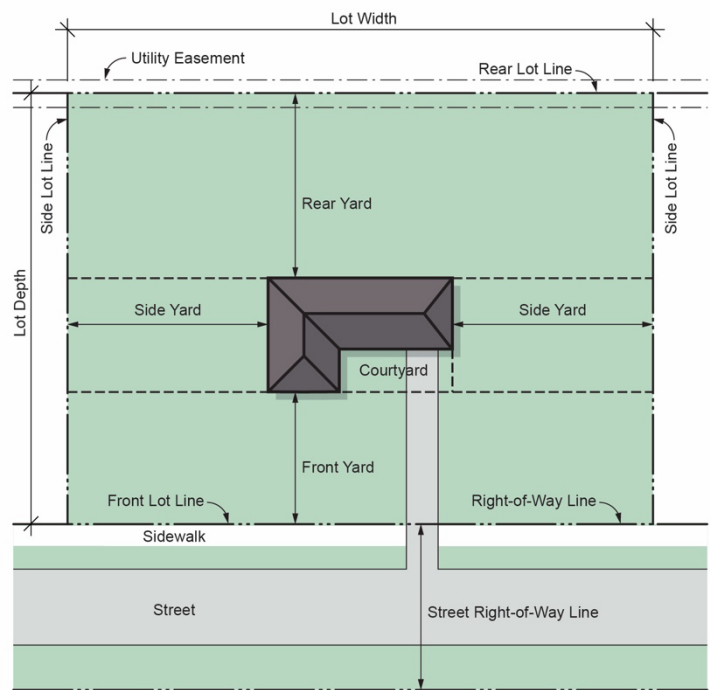 Lot Width
Utility Easement
Rear Lot Line
Side Lot Line
Side Lot Line
Rear Yard
Lot Depth
Side Yard
Side Yard
Courtyard
Front Yard
Front Lot Line
Right-of-Way Line
Sidewalk
Street
Street Right-of-Way Line